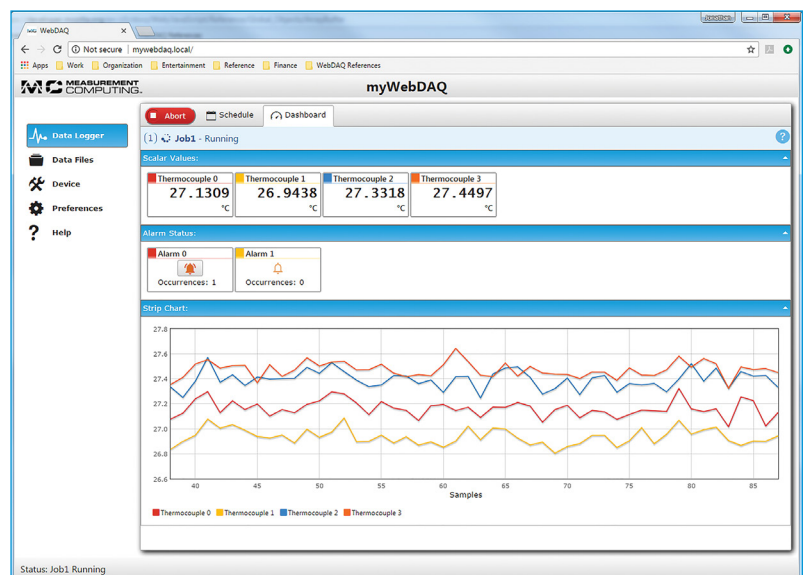 WebDAQ
Not secure | mywebdaq.local/
Apps Work Organization Entertainment Reference Finance WebDAQ References
MEASUREMENT
COMPUTING.
myWebDAQ
Abort Schedule Dashboard
(1) Job1 - Running
Data Logger
Data Files
Device
Preferences
Help
Scalar Values:
Thermocouple 0 Thermocouple 1 Thermocouple 2 Thermocouple 3
27.1309 26.9438 27.3318 27.4497
°C °C °C °C
Alarm Status:
Alarm 0 Alarm 1
Occurrences: 1 Occurrences: 0
Strip Chart:
27.8
27.6
27.4
27.2
27.0
26.8
26.6
40 45 50 55 60 65 70 75 80 85
Samples
Thermocouple 0 Thermocouple 1 Thermocouple 2 Thermocouple 3
Status: Job1 Running